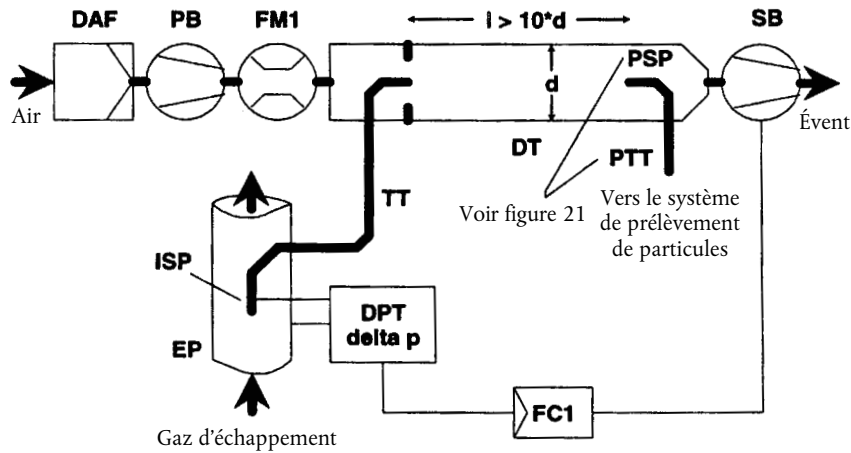 DAF PB FM1 l > 10*d SB
Air
d
PSP
DT
PTT
Évent
TT
Voir figure 21
Vers le système
de prélèvement
de particules
ISP
DPT
delta p
EP
FC1
Gaz d'échappement